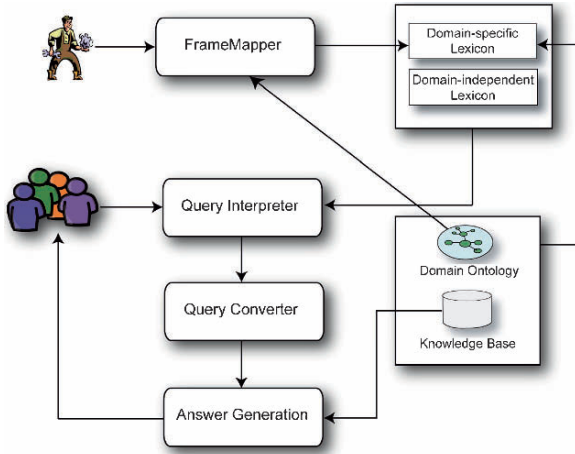 FrameMapper
Domain-specific
Lexicon
Domain-independent
Lexicon
Query Interpreter
Domain Ontology
Query Converter
Knowledge Base
Answer Generation